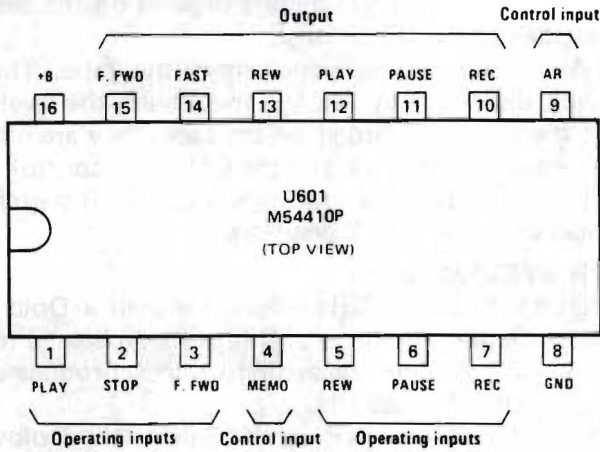 Output Control input
+B F. FWD FAST REW PLAY PAUSE REC AR
16 15 14 13 12 11 10 9
U601
M54410P
(TOP VIEW)
1 2 3 4 5 6 7 8
PLAY STOP F. FWD MEMO REW PAUSE REC GND
Operating inputs Control input Operating inputs